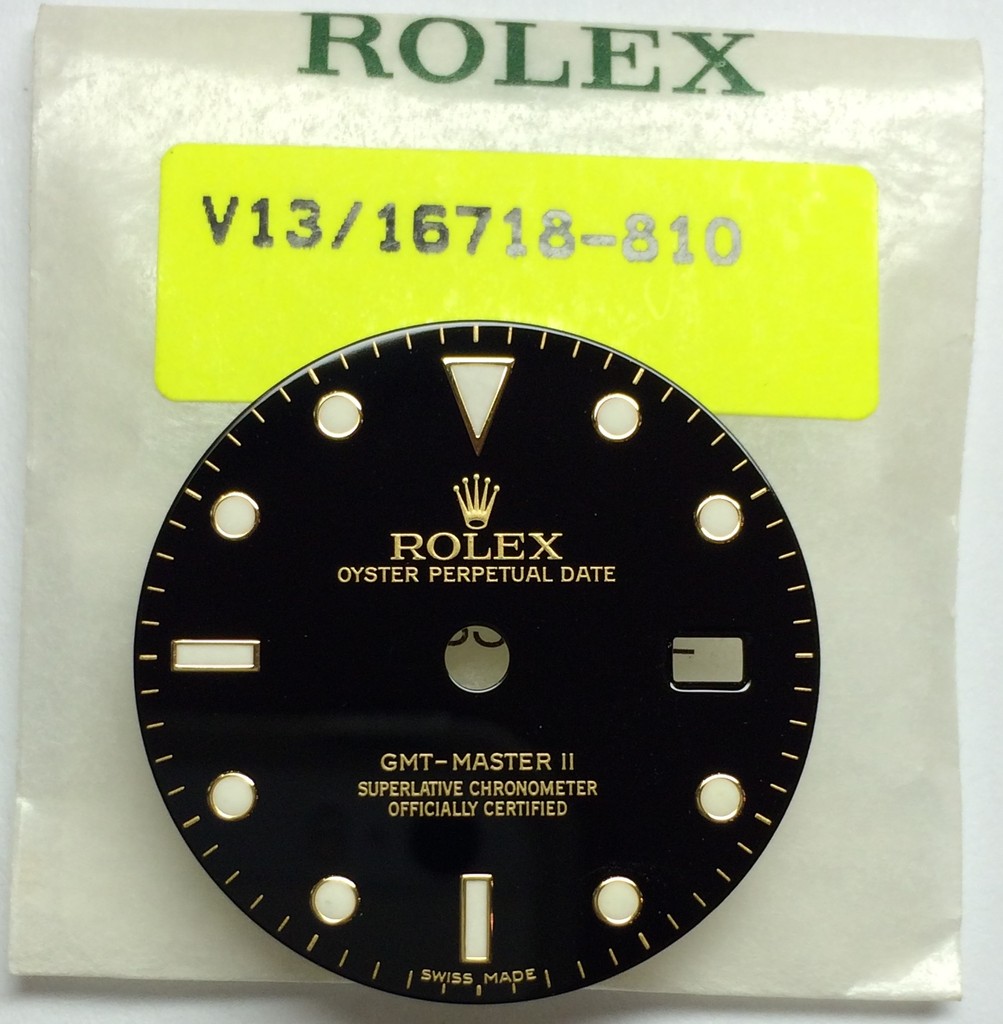 ROLEX
V13/16718-810
ROLEX
OYSTER PERPETUAL DATE
GMT-MASTER II
SUPERLATIVE CHRONOMETER
OFFICIALLY CERTIFIED
SWISS MADE